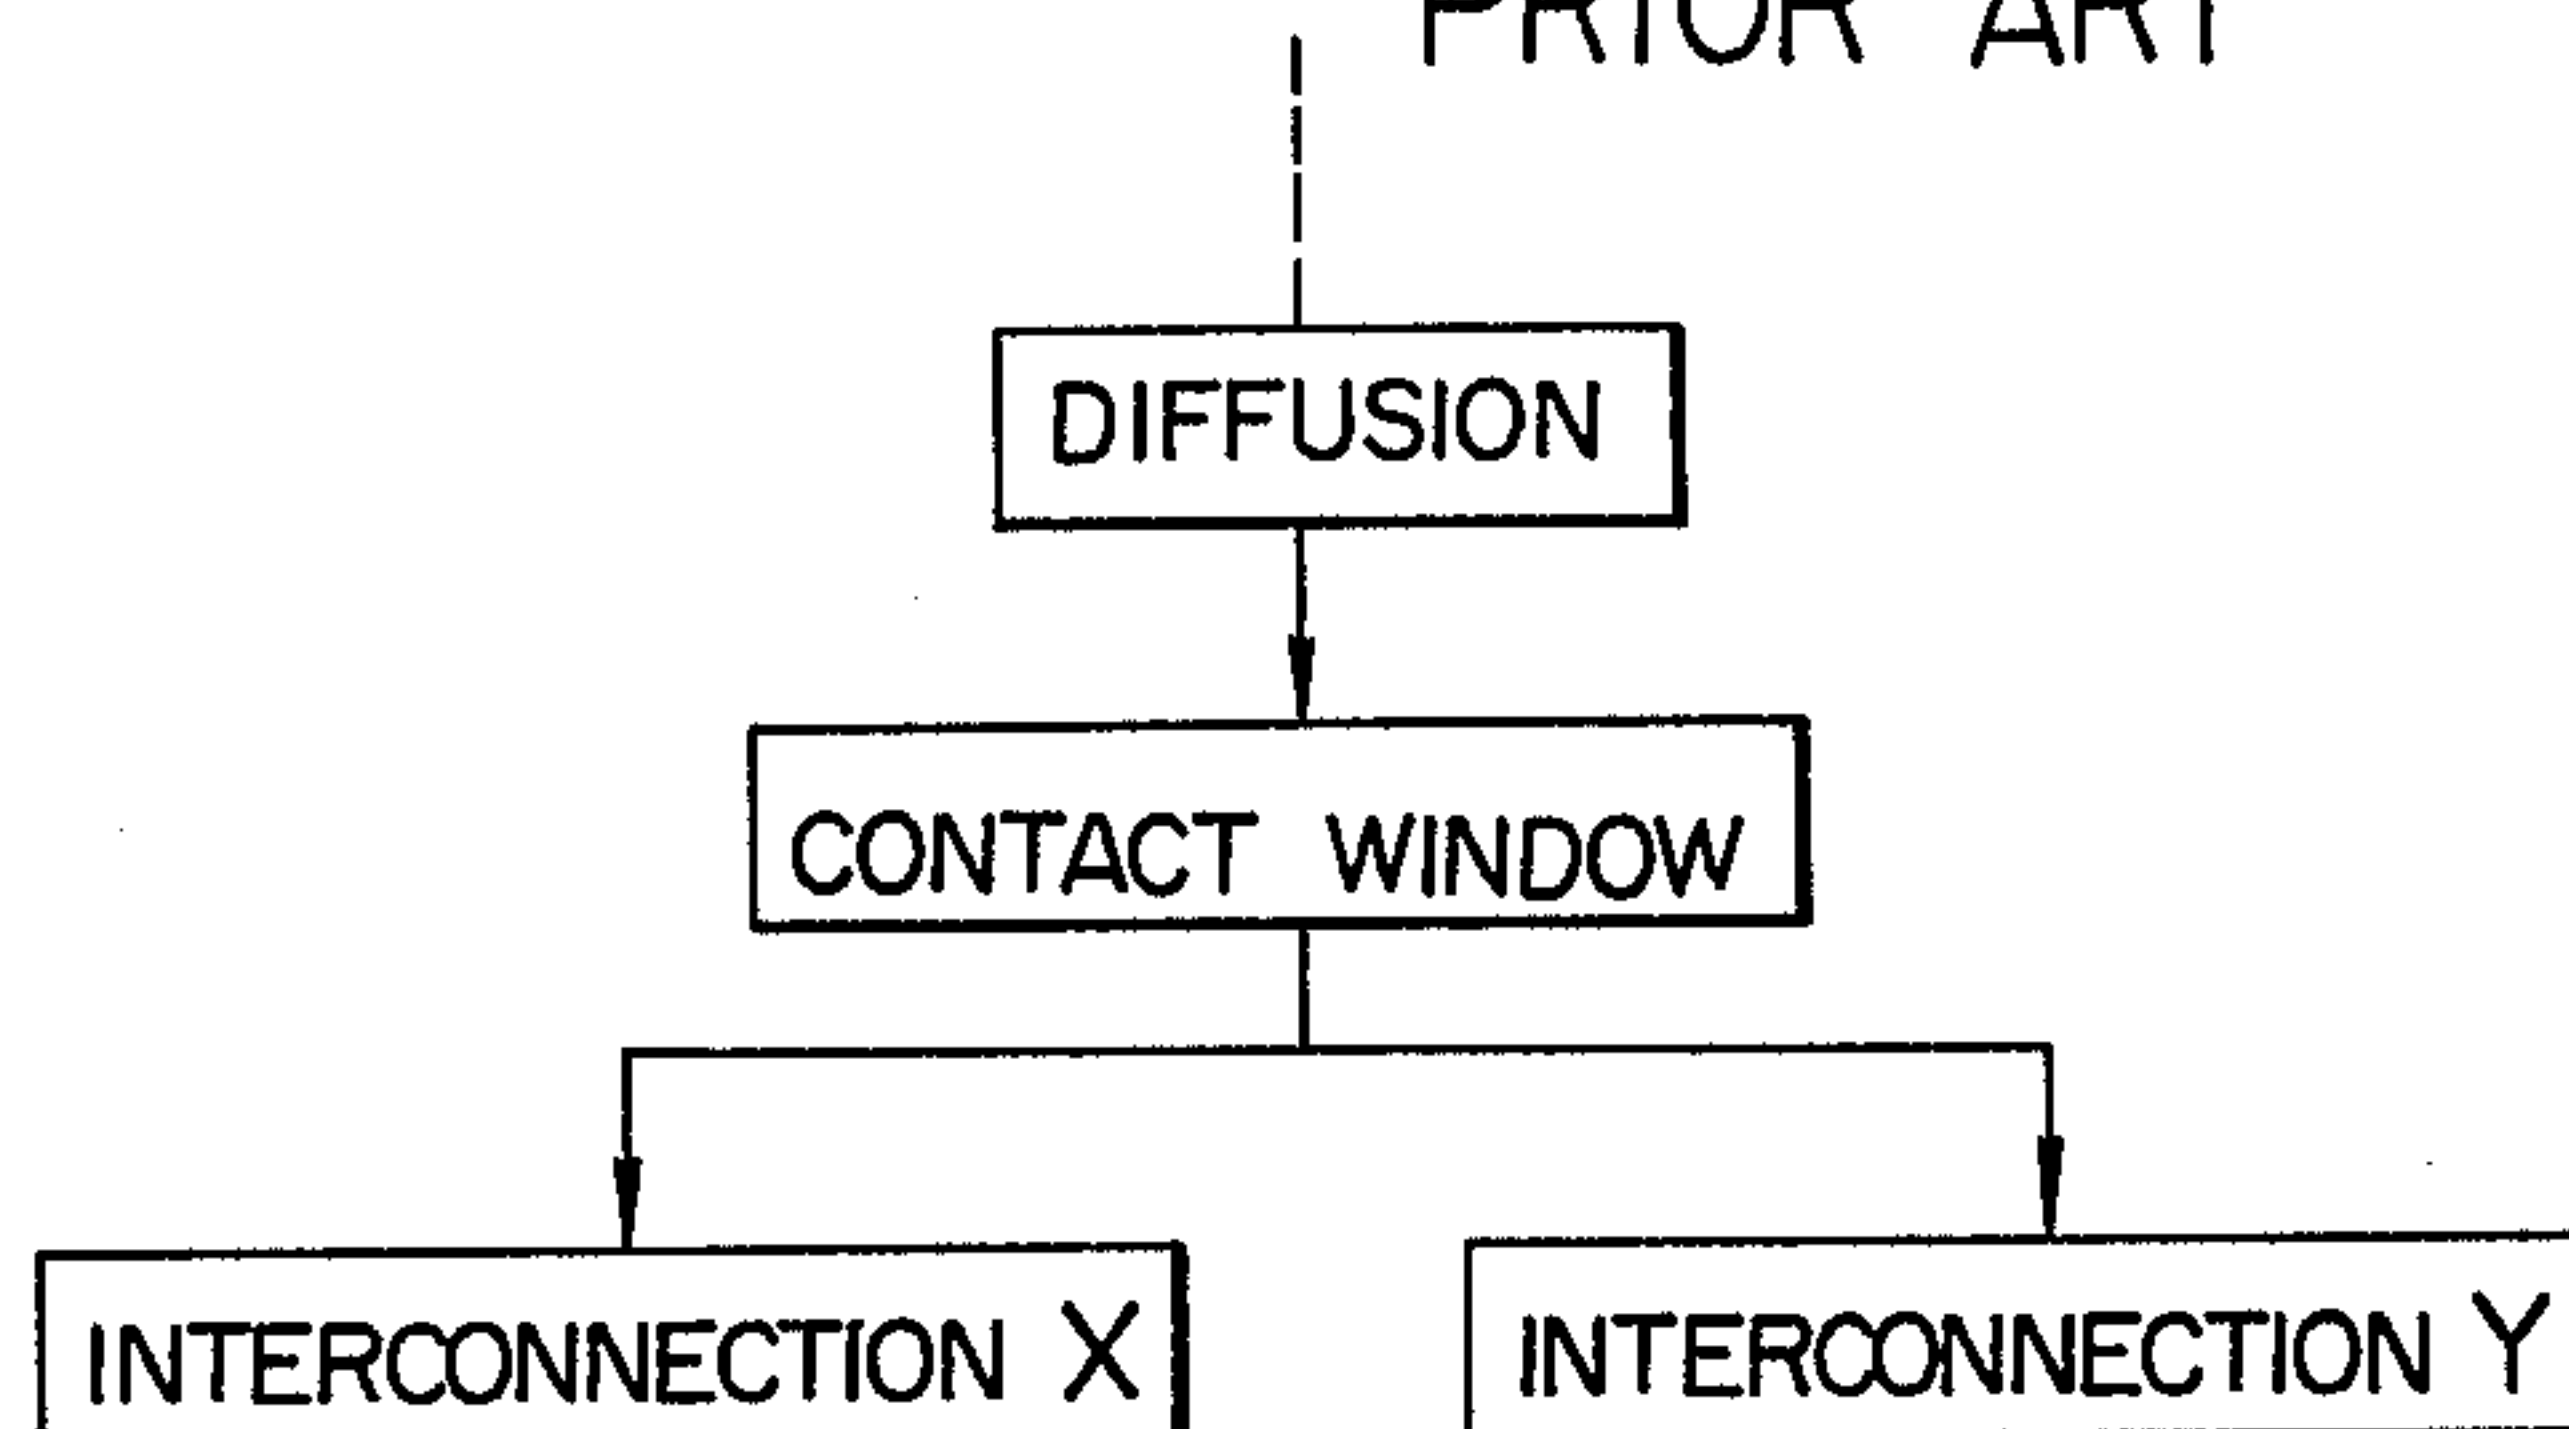 PRIOR ART
DIFFUSION
CONTACT WINDOW
INTERCONNECTION X
INTERCONNECTION Y